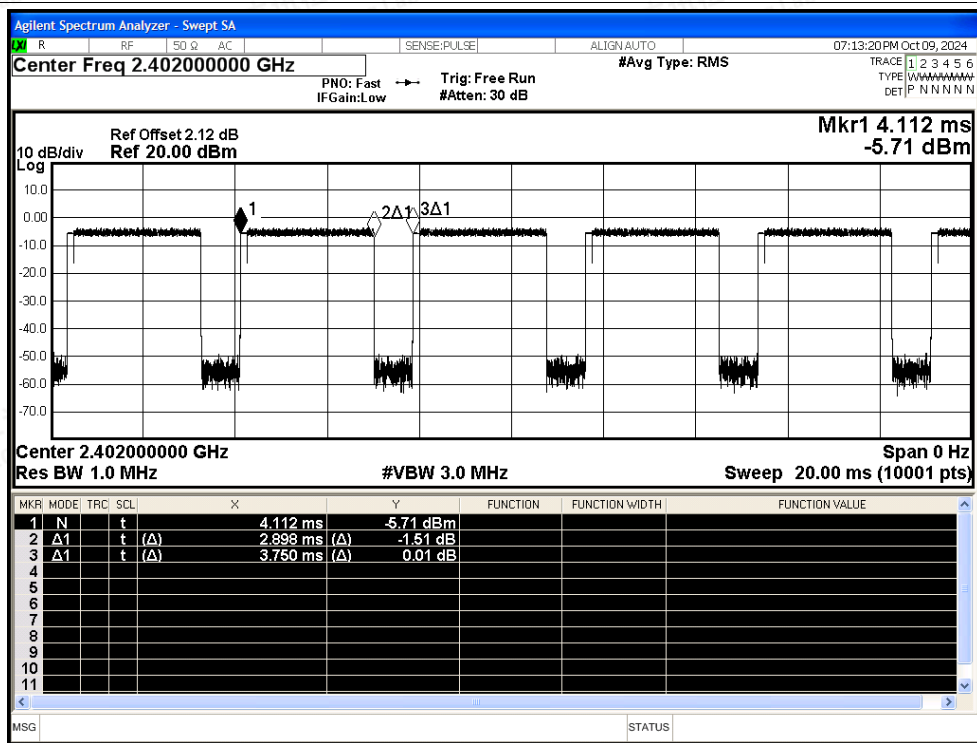 Agilent Spectrum Analyzer - Swept SA
LXI R RF 50 Ω AC SENSE:PULSE ALIGN AUTO 07:13:20 PM Oct 09, 2024
Center Freq 2.402000000 GHz #Avg Type: RMS TRACE 1 2 3 4 5 6
PNO: Fast Trig: Free Run TYPE WWWWWW
IFGain:Low #Atten: 30 dB DET P N N N N N
Mkr1 4.112 ms
Ref Offset 2.12 dB
10 dB/div Ref 20.00 dBm -5.71 dBm
Log
10.0
1 2Δ1 3Δ1
0.00
-10.0
-20.0
-30.0
-40.0
-50.0
-60.0
-70.0
Center 2.402000000 GHz Span 0 Hz
Res BW 1.0 MHz #VBW 3.0 MHz Sweep 20.00 ms (10001 pts)
MKR MODE TRC SCL X Y FUNCTION FUNCTION WIDTH FUNCTION VALUE
1 N t 4.112 ms -5.71 dBm
2 Δ1 t (Δ) 2.898 ms (Δ) -1.51 dB
3 Δ1 t (Δ) 3.750 ms (Δ) 0.01 dB
4
5
6
7
8
9
10
11
MSG STATUS